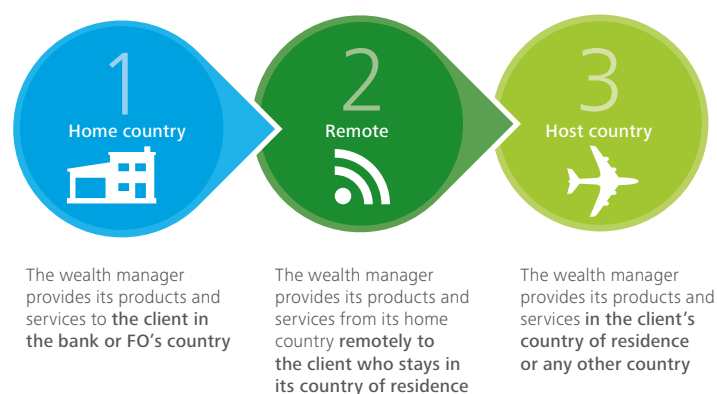 1
Home country
2
Remote
3
Host country
The wealth manager
provides its products and
services to the client in
the bank or FO's country
The wealth manager
provides its products and
services from its home
country remotely to
the client who stays in
its country of residence
The wealth manager
provides its products and
services in the client's
country of residence
or any other country